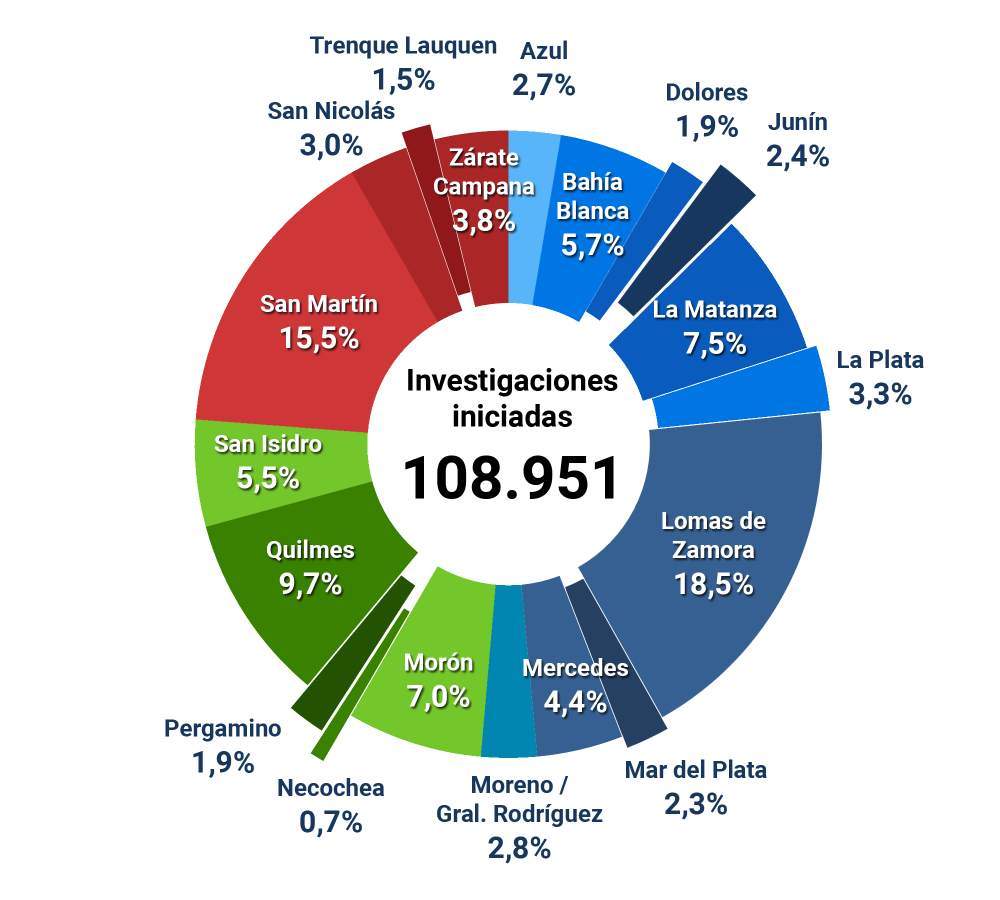 Trenque Lauquen
1,5%
Azul
2,7%
Dolores
1,9%
Junín
2,4%
San Nicolás
3,0%
Zárate
Campana
3,8%
Bahía
Blanca
5,7%
San Martín
15,5%
La Matanza
7,5%
La Plata
3,3%
Investigaciones
iniciadas
108.951
San Isidro
5,5%
Lomas de
Zamora
18,5%
Quilmes
9,7%
Morón
7,0%
Mercedes
4,4%
Pergamino
1,9%
Necochea
0,7%
Moreno /
Gral. Rodríguez
2,8%
Mar del Plata
2,3%